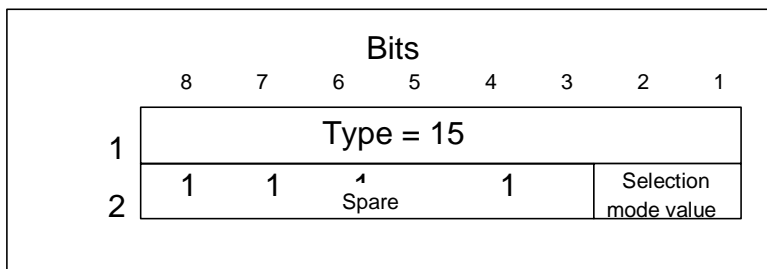 Bits
8 7 6 5 4 3 2 1
1 Type = 15
1 1 1 1 Selection
2 Spare mode value